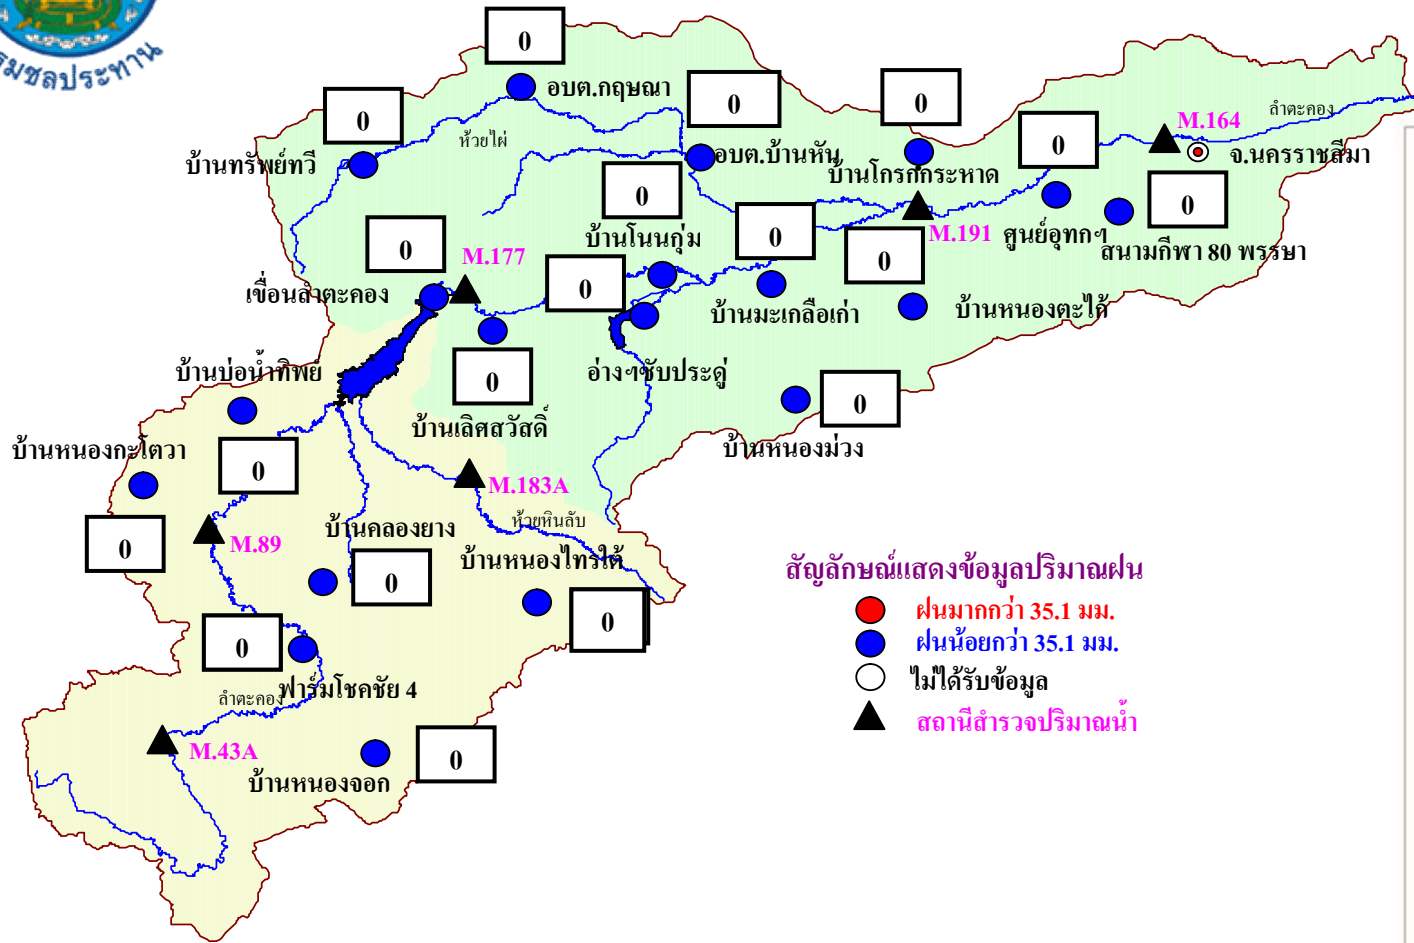 รมชลประทาน
0
อบต.กฤษณา
0
0
0
ลำตะคอง
M.164
ห้วยไผ่
บ้านทรัพย์ทวี
อบต.บ้านหัน
0
จ.นครราชสีมา
บ้านโกรกกระหาด
0
0
M.191
ศูนย์อุทกฯ
สนามกีฬา 80 พรรษา
0
M.177
บ้านโนนกุ่ม
0
0
เขื่อนลำตะคอง
0
บ้านมะเกลือเก่า
บ้านหนองตะไก้
บ้านบ่อน้ำทิพย์
0
อ่างฯซับประดู่
0
บ้านเลิศสวัสดิ์
บ้านหนองม่วง
บ้านหนองกะโตวา
0
M.183A
ห้วยหินลับ
0
M.89
บ้านคลองยาง
บ้านหนองไทรใต้
0
0
0
ลำตะคอง
ฟาร์มโชคชัย 4
M.43A
บ้านหนองจอก
0
สัญลักษณ์แสดงข้อมูลปริมาณฝน
ฝนมากกว่า 35.1 มม.
ฝนน้อยกว่า 35.1 มม.
ไม่ได้รับข้อมูล
สถานีสำรวจปริมาณน้ำ